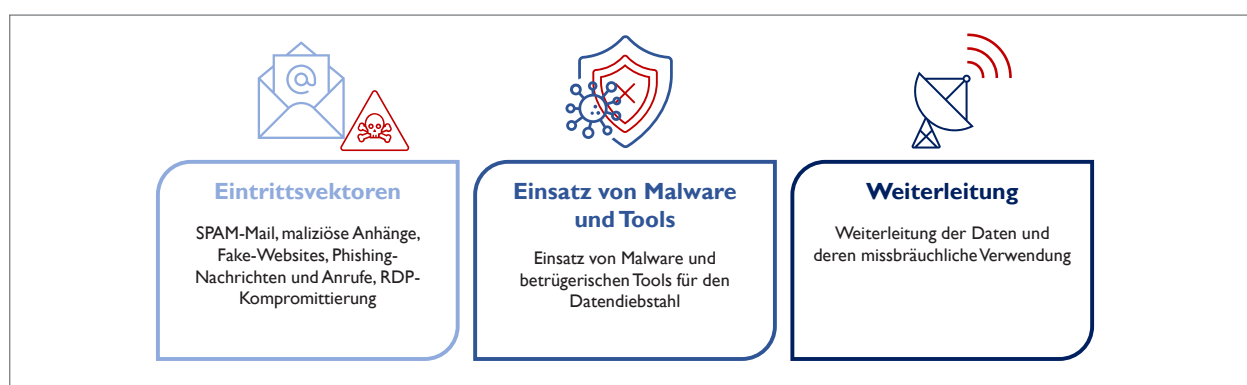 @
Eintrittsvektoren
SPAM-Mail, maliziöse Anhänge,
Fake-Websites, Phishing-
Nachrichten und Anrufe, RDP-
Kompromittierung
Einsatz von Malware
und Tools
Einsatz von Malware und
betrügerischen Tools für den
Datendiebstahl
Weiterleitung
Weiterleitung der Daten und
deren missbräuchliche Verwendung